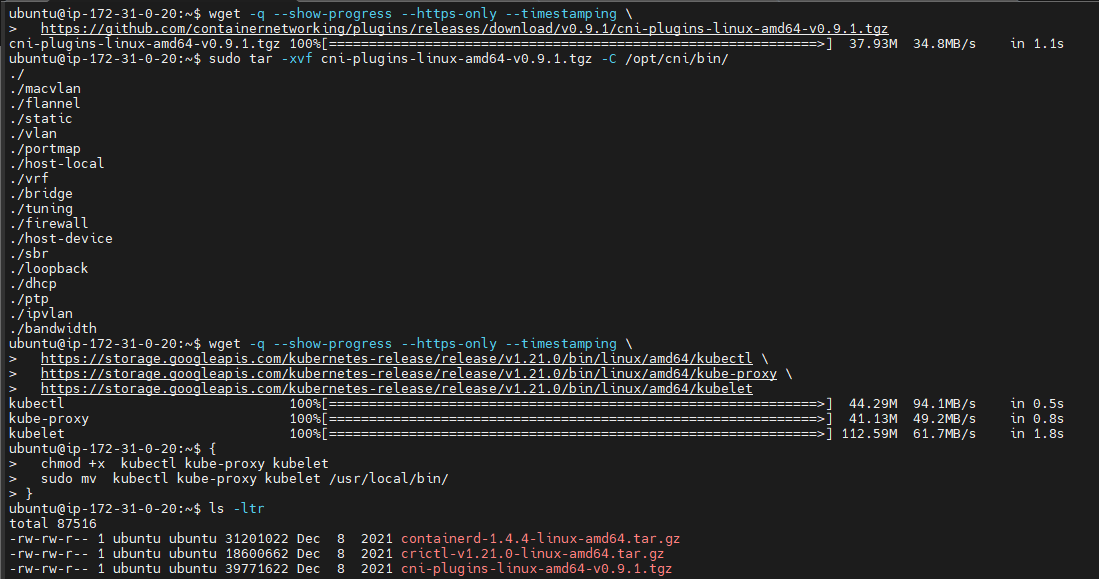 ubuntu@ip-172-31-0-20:~$ wget -q --show-progress --https-only --timestamping \
>   https://github.com/containernetworking/plugins/releases/download/v0.9.1/cni-plugins-linux-amd64-v0.9.1.tgz
cni-plugins-linux-amd64-v0.9.1.tgz 100%[=============================================================>]  37.93M  34.8MB/s    in 1.1s
ubuntu@ip-172-31-0-20:~$ sudo tar -xvf cni-plugins-linux-amd64-v0.9.1.tgz -C /opt/cni/bin/
./
./macvlan
./flannel
./static
./vlan
./portmap
./host-local
./vrf
./bridge
./tuning
./firewall
./host-device
./sbr
./loopback
./dhcp
./ptp
./ipvlan
./bandwidth
ubuntu@ip-172-31-0-20:~$ wget -q --show-progress --https-only --timestamping \
>   https://storage.googleapis.com/kubernetes-release/release/v1.21.0/bin/linux/amd64/kubectl \
>   https://storage.googleapis.com/kubernetes-release/release/v1.21.0/bin/linux/amd64/kube-proxy \
>   https://storage.googleapis.com/kubernetes-release/release/v1.21.0/bin/linux/amd64/kubelet
kubectl                            100%[=============================================================>]  44.29M  94.1MB/s    in 0.5s
kube-proxy                         100%[=============================================================>]  41.13M  49.2MB/s    in 0.8s
kubelet                            100%[=============================================================>] 112.59M  61.7MB/s    in 1.8s
ubuntu@ip-172-31-0-20:~$ {
>   chmod +x  kubectl kube-proxy kubelet
>   sudo mv  kubectl kube-proxy kubelet /usr/local/bin/
> }
ubuntu@ip-172-31-0-20:~$ ls -ltr
total 87516
-rw-rw-r-- 1 ubuntu ubuntu 31201022 Dec  8  2021 containerd-1.4.4-linux-amd64.tar.gz
-rw-rw-r-- 1 ubuntu ubuntu 18600662 Dec  8  2021 crictl-v1.21.0-linux-amd64.tar.gz
-rw-rw-r-- 1 ubuntu ubuntu 39771622 Dec  8  2021 cni-plugins-linux-amd64-v0.9.1.tgz